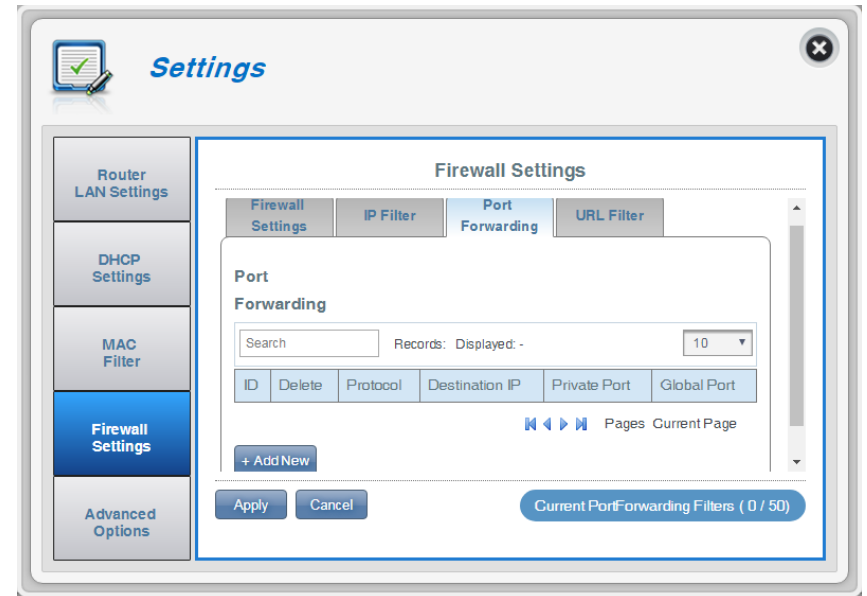 Settings
Router
LAN Settings
DHCP
Settings
MAC
Filter
Firewall
Settings
Advanced
Options
Firewall Settings
Firewall
Settings
IP Filter
Port
Forwarding
URL Filter
Port
Forwarding
Search Records: Displayed: - 10
ID Delete Protocol Destination IP Private Port Global Port
Pages Current Page
+ Add New
Apply Cancel Current PortForwarding Filters ( 0 / 50)